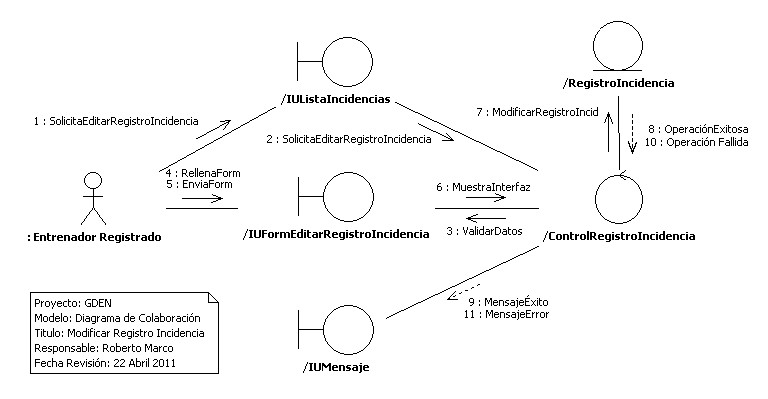 /IUListaIncidencias
/RegistroIncidencia
1 : SolicitaEditarRegistroIncidencia
7 : ModificarRegistroIncid
2 : SolicitaEditarRegistroIncidencia
8 : OperaciónExitosa
10 : Operación Fallida
4 : RellenaForm
5 : EnviaForm
6 : MuestraInterfaz
3 : ValidarDatos
: Entrenador Registrado
/IUFormEditarRegistroIncidencia
/ControlRegistroIncidencia
9 : MensajeÉxito
11 : MensajeError
/IUMensaje
Proyecto: GDEN
Modelo: Diagrama de Colaboración
Titulo: Modificar Registro Incidencia
Responsable: Roberto Marco
Fecha Revisión: 22 Abril 2011